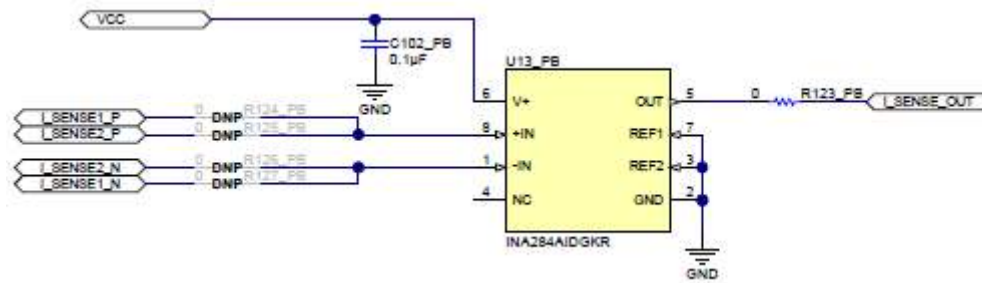 VCC
C102_PB
0.1µF
GND
U13_PB
6 V+ OUT 5 0 R123_PB I_SENSE_OUT
I_SENSE1_P 0 DNP R124_PB
I_SENSE2_P 0 DNP R125_PB
8 +IN REF1 7
I_SENSE2_N 0 DNP R126_PB
I_SENSE1_N 0 DNP R127_PB
1 -IN REF2 3
4 NC GND 2
INA284AIDGKR
GND